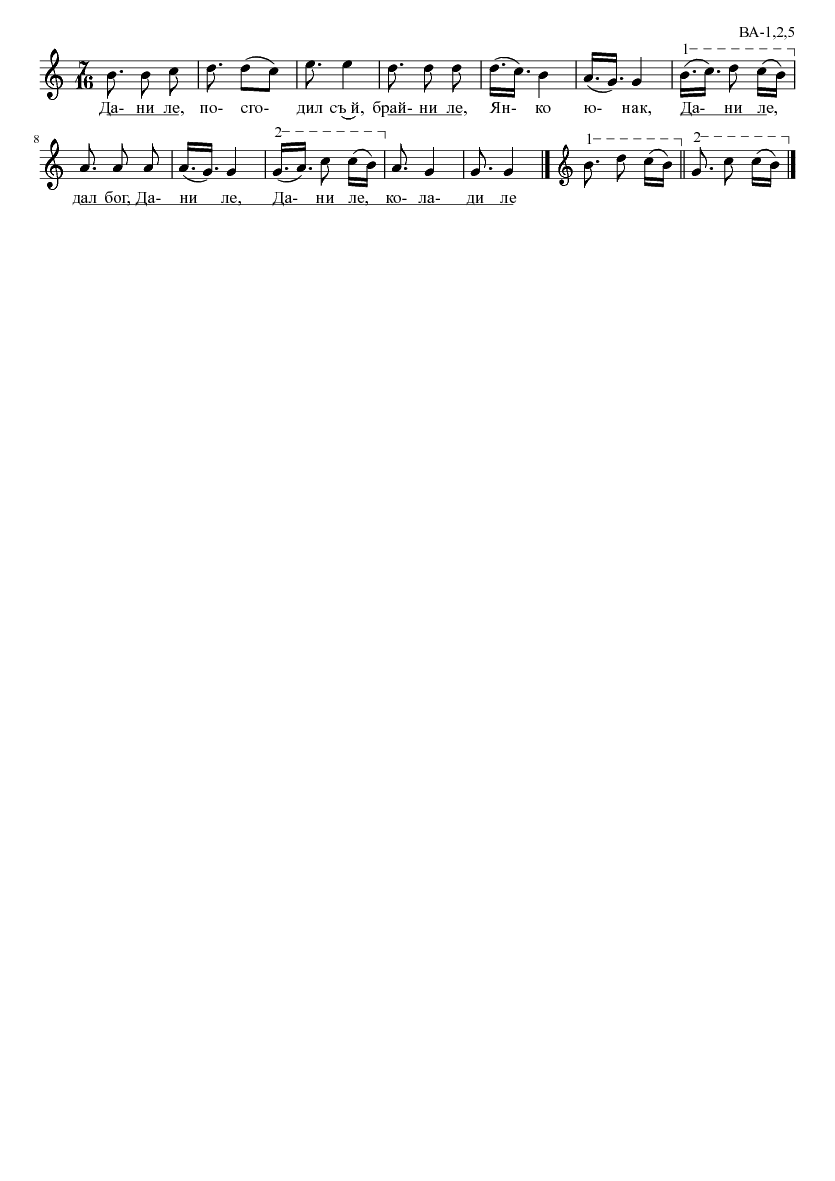 BA-1,2,5
7
16
1
Да- ни ле, по- сго- дил съ‿й, брай- ни ле, Ян- ко ю- нак, Да- ни ле,
8
2
1
2
дал бог, Да- ни ле, Да- ни ле, ко- ла- ди ле